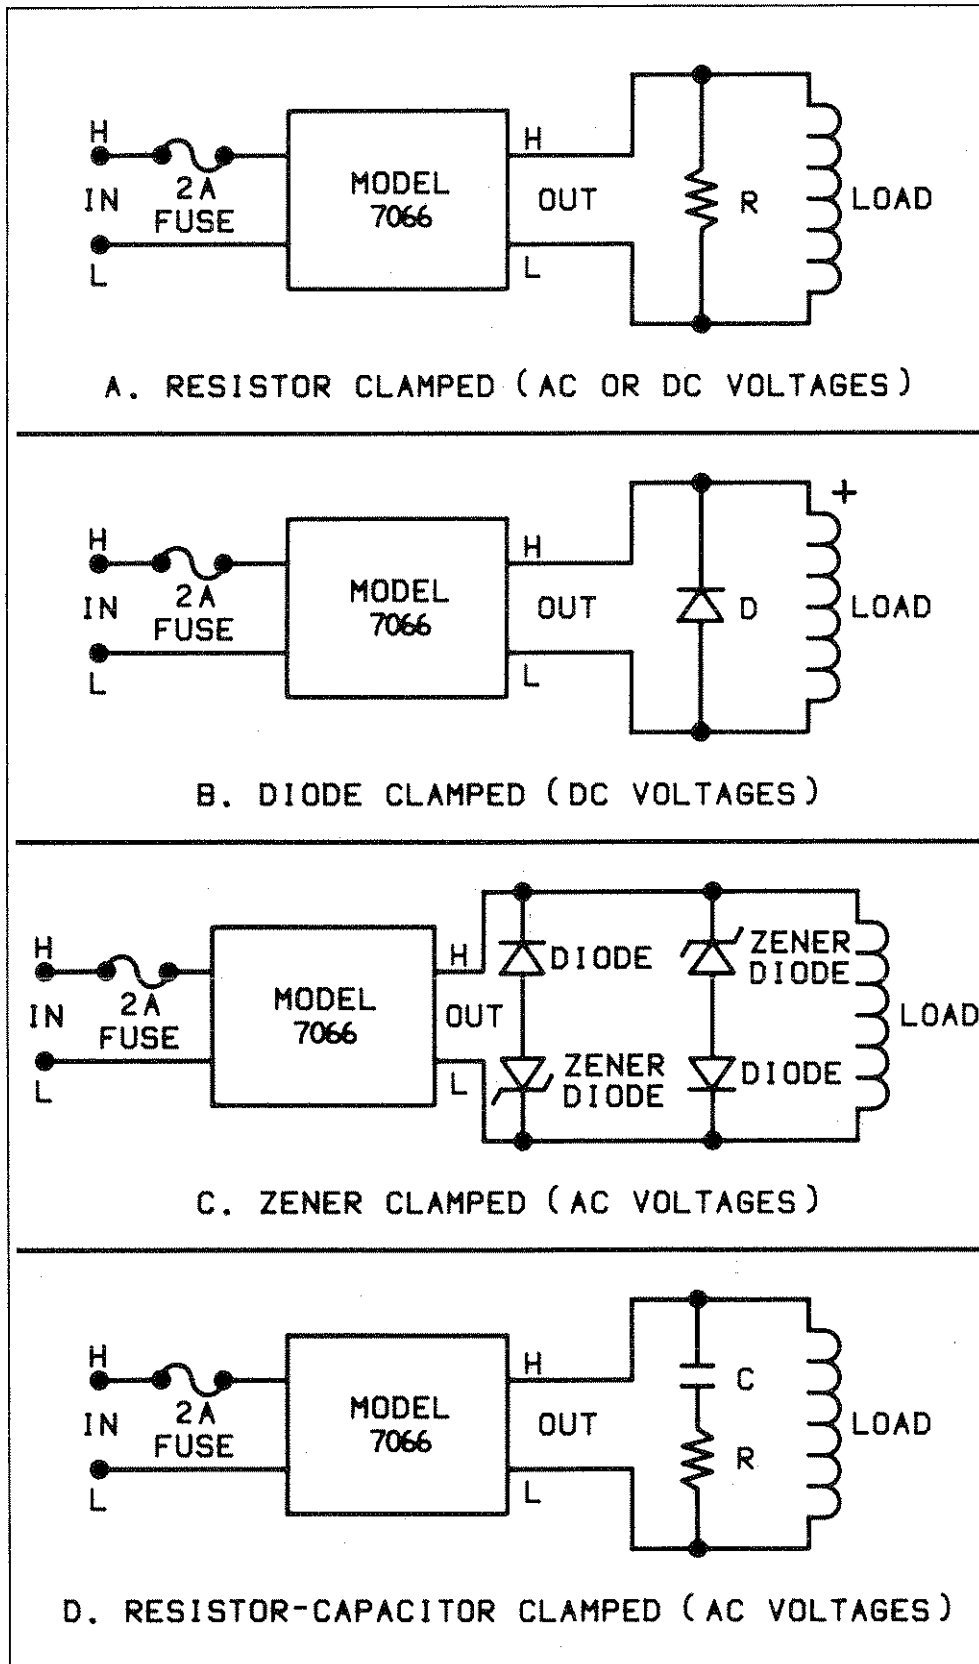 H
IN
L
2A
FUSE
MODEL
7066
H
OUT
L
R
LOAD
A. RESISTOR CLAMPED (AC OR DC VOLTAGES)
H
IN
L
2A
FUSE
MODEL
7066
H
OUT
L
D
+
LOAD
B. DIODE CLAMPED (DC VOLTAGES)
H
IN
L
2A
FUSE
MODEL
7066
H
OUT
L
DIODE
ZENER
DIODE
ZENER
DIODE
DIODE
LOAD
C. ZENER CLAMPED (AC VOLTAGES)
H
IN
L
2A
FUSE
MODEL
7066
H
OUT
L
C
R
LOAD
D. RESISTOR-CAPACITOR CLAMPED (AC VOLTAGES)